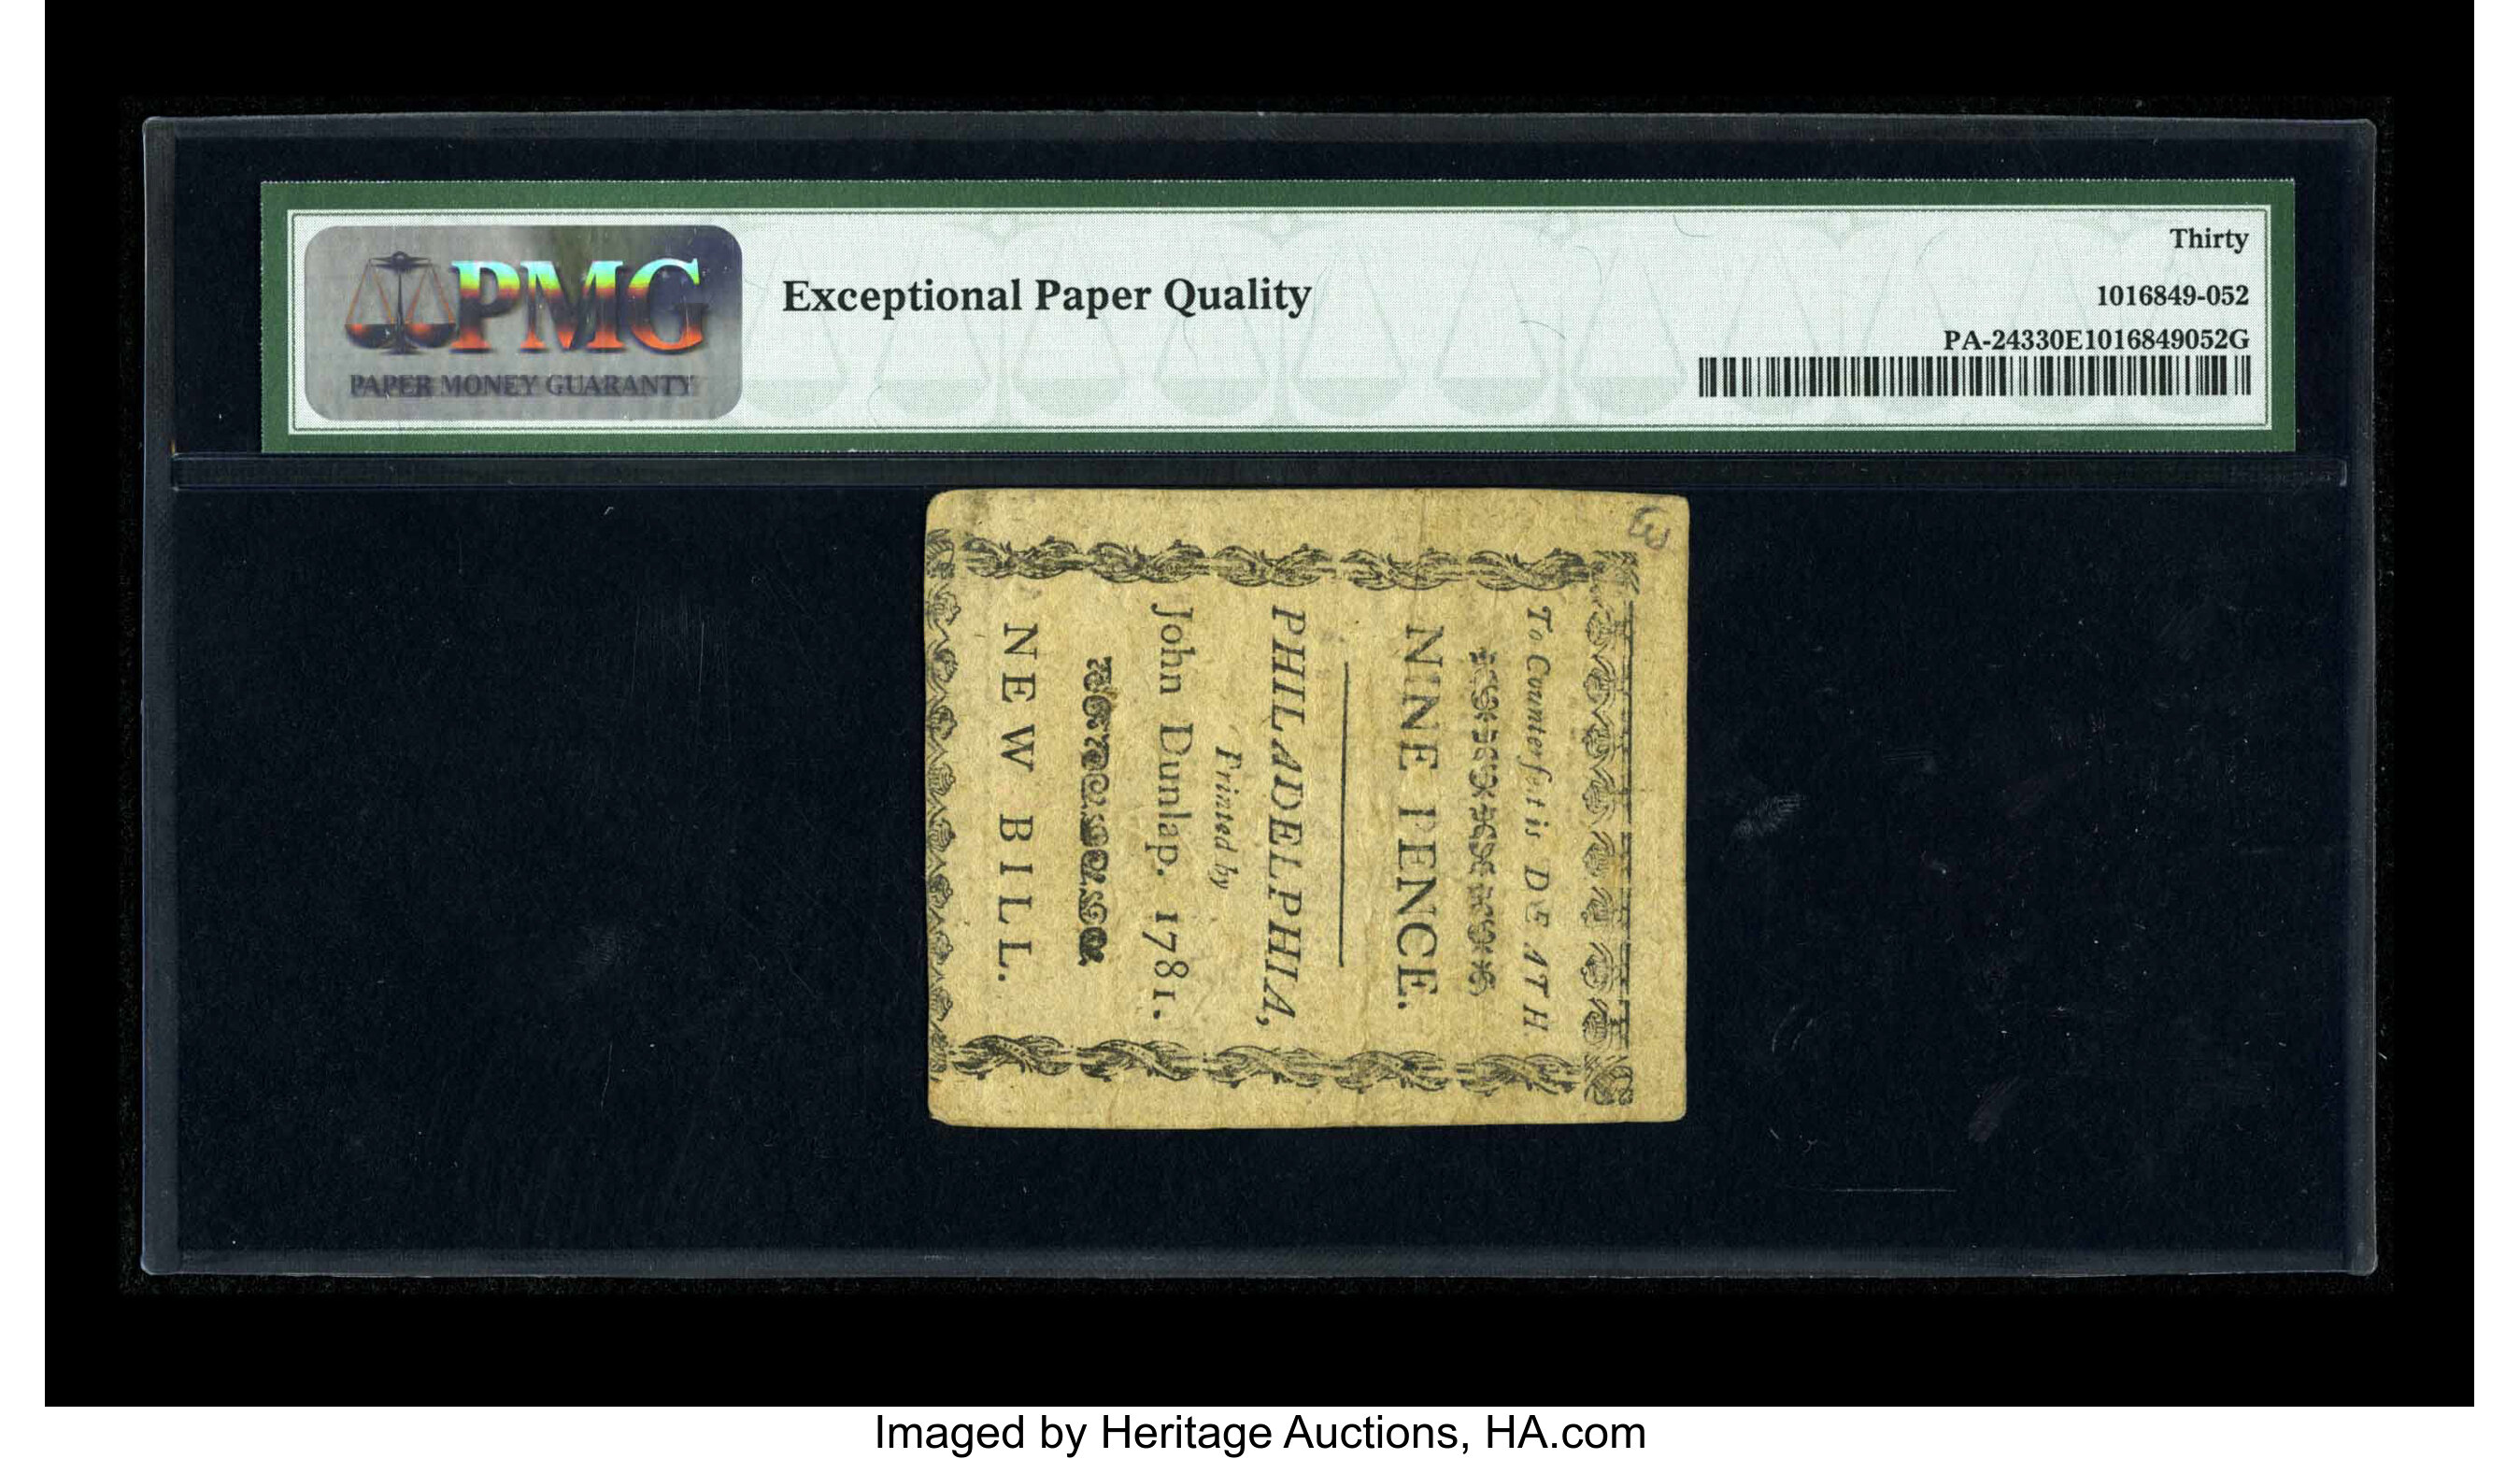 PMG
PAPER MONEY GUARANTY
Exceptional Paper Quality
Thirty
1016849-052
PA-24330E1016849052G
To Counterfeit is DEATH
NINE PENCE.
PHILADELPHIA,
Printed by
John Dunlap. 1781.
NEW BILL.
3
Imaged by Heritage Auctions, HA.com